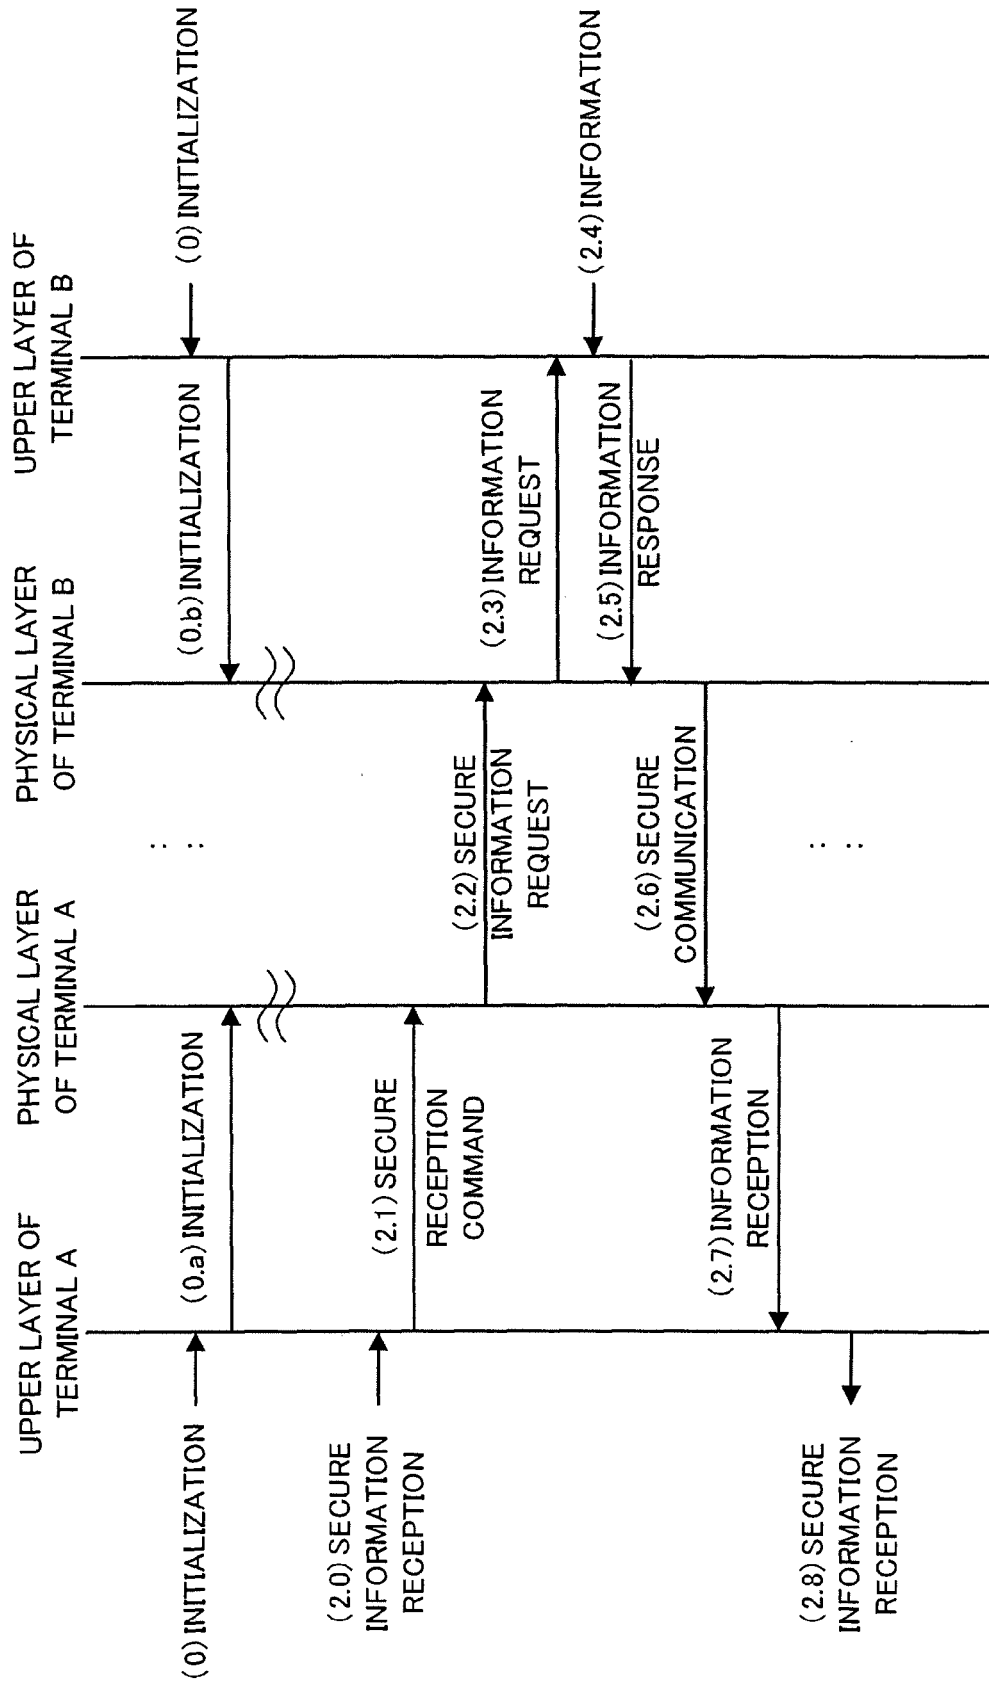 UPPER LAYER OF
TERMINAL A
PHYSICAL LAYER
OF TERMINAL A
PHYSICAL LAYER
OF TERMINAL B
UPPER LAYER OF
TERMINAL B
(0) INITIALIZATION
(0.a) INITIALIZATION
(0.b) INITIALIZATION
(0) INITIALIZATION
(2.0) SECURE
INFORMATION
RECEPTION
(2.1) SECURE
RECEPTION
COMMAND
(2.2) SECURE
INFORMATION
REQUEST
(2.3) INFORMATION
REQUEST
(2.4) INFORMATION
(2.5) INFORMATION
RESPONSE
(2.6) SECURE
COMMUNICATION
(2.7) INFORMATION
RECEPTION
(2.8) SECURE
INFORMATION
RECEPTION